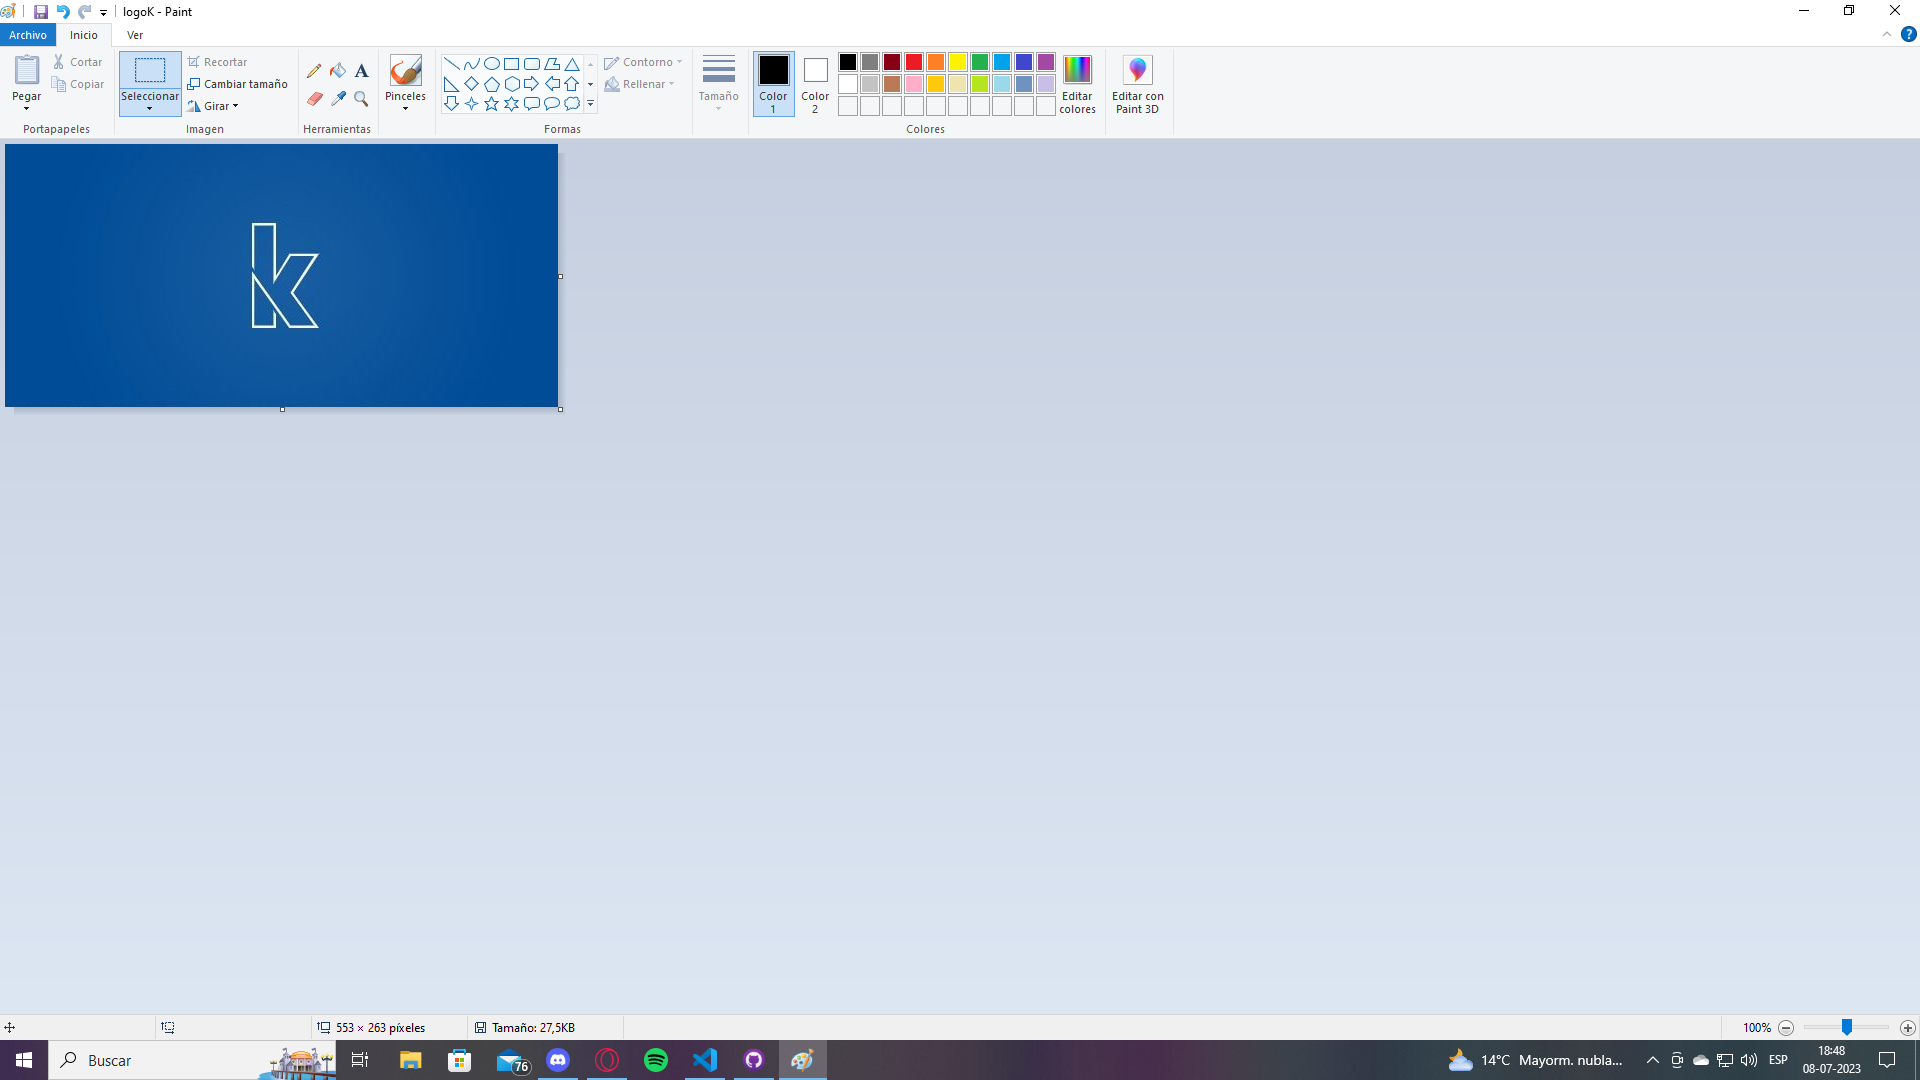 logoK - Paint
Archivo
Inicio
Ver
Pegar
Cortar
Copiar
Portapapeles
Seleccionar
Recortar
Cambiar tamaño
Girar
Imagen
A
Herramientas
Pinceles
Contorno
Rellenar
Formas
Tamaño
Color
1
Color
2
Colores
Editar
colores
Editar con
Paint 3D
?
k
553 × 263 píxeles
Tamaño: 27,5KB
100%
Buscar
76
14°C Mayorm. nubla...
ESP
18:48
08-07-2023